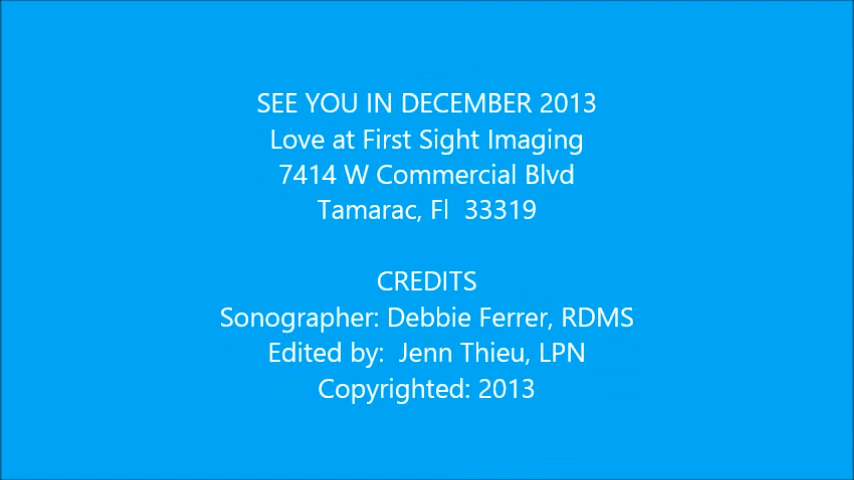 SEE YOU IN DECEMBER 2013
Love at First Sight Imaging
7414 W Commercial Blvd
Tamarac, Fl  33319
CREDITS
Sonographer: Debbie Ferrer, RDMS
Edited by:  Jenn Thieu, LPN
Copyrighted: 2013